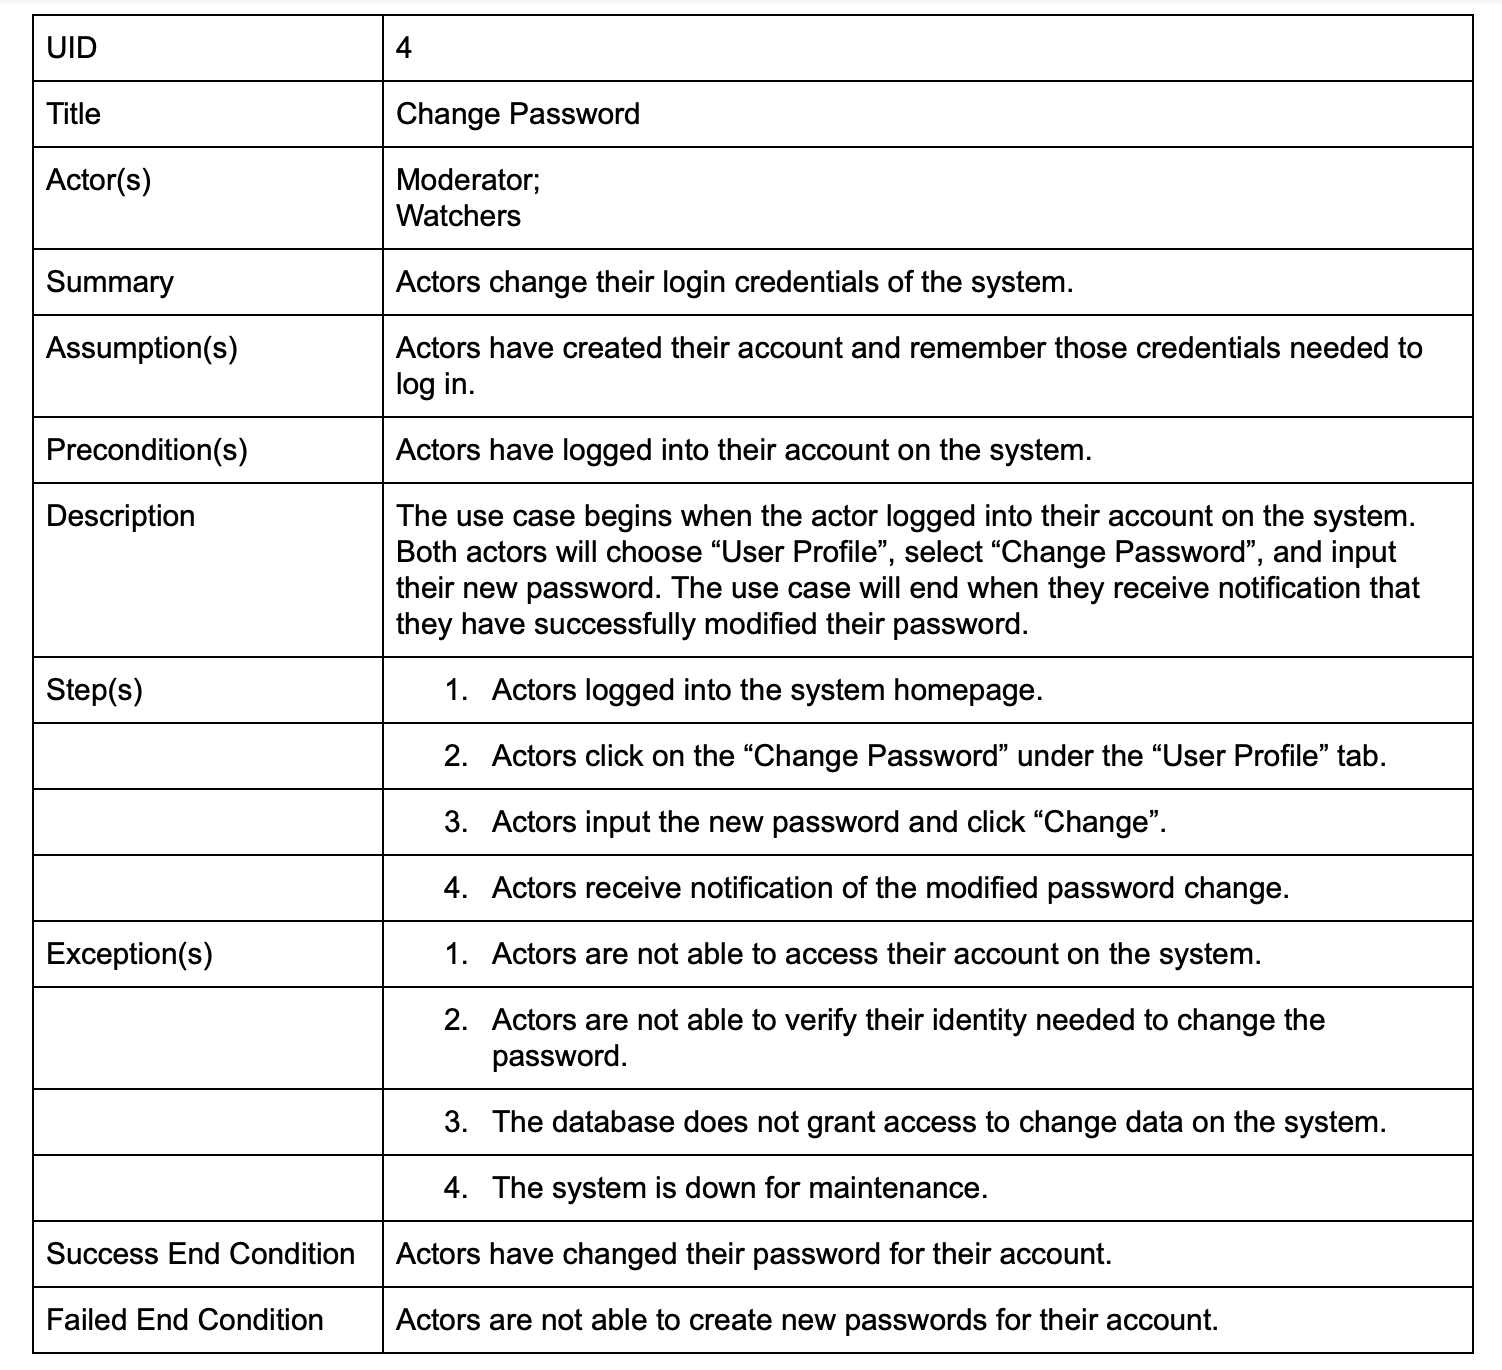 UID
4
Title
Change Password
Actor(s)
Moderator;
Watchers
Summary
Actors change their login credentials of the system.
Assumption(s)
Actors have created their account and remember those credentials needed to
log in.
Precondition(s)
Actors have logged into their account on the system.
Description
The use case begins when the actor logged into their account on the system.
Both actors will choose “User Profile”, select “Change Password”, and input
their new password. The use case will end when they receive notification that
they have successfully modified their password.
Step(s)
1. Actors logged into the system homepage.
2. Actors click on the “Change Password” under the “User Profile” tab.
3. Actors input the new password and click “Change”.
4. Actors receive notification of the modified password change.
Exception(s)
1. Actors are not able to access their account on the system.
2. Actors are not able to verify their identity needed to change the
password.
3. The database does not grant access to change data on the system.
4. The system is down for maintenance.
Success End Condition
Actors have changed their password for their account.
Failed End Condition
Actors are not able to create new passwords for their account.